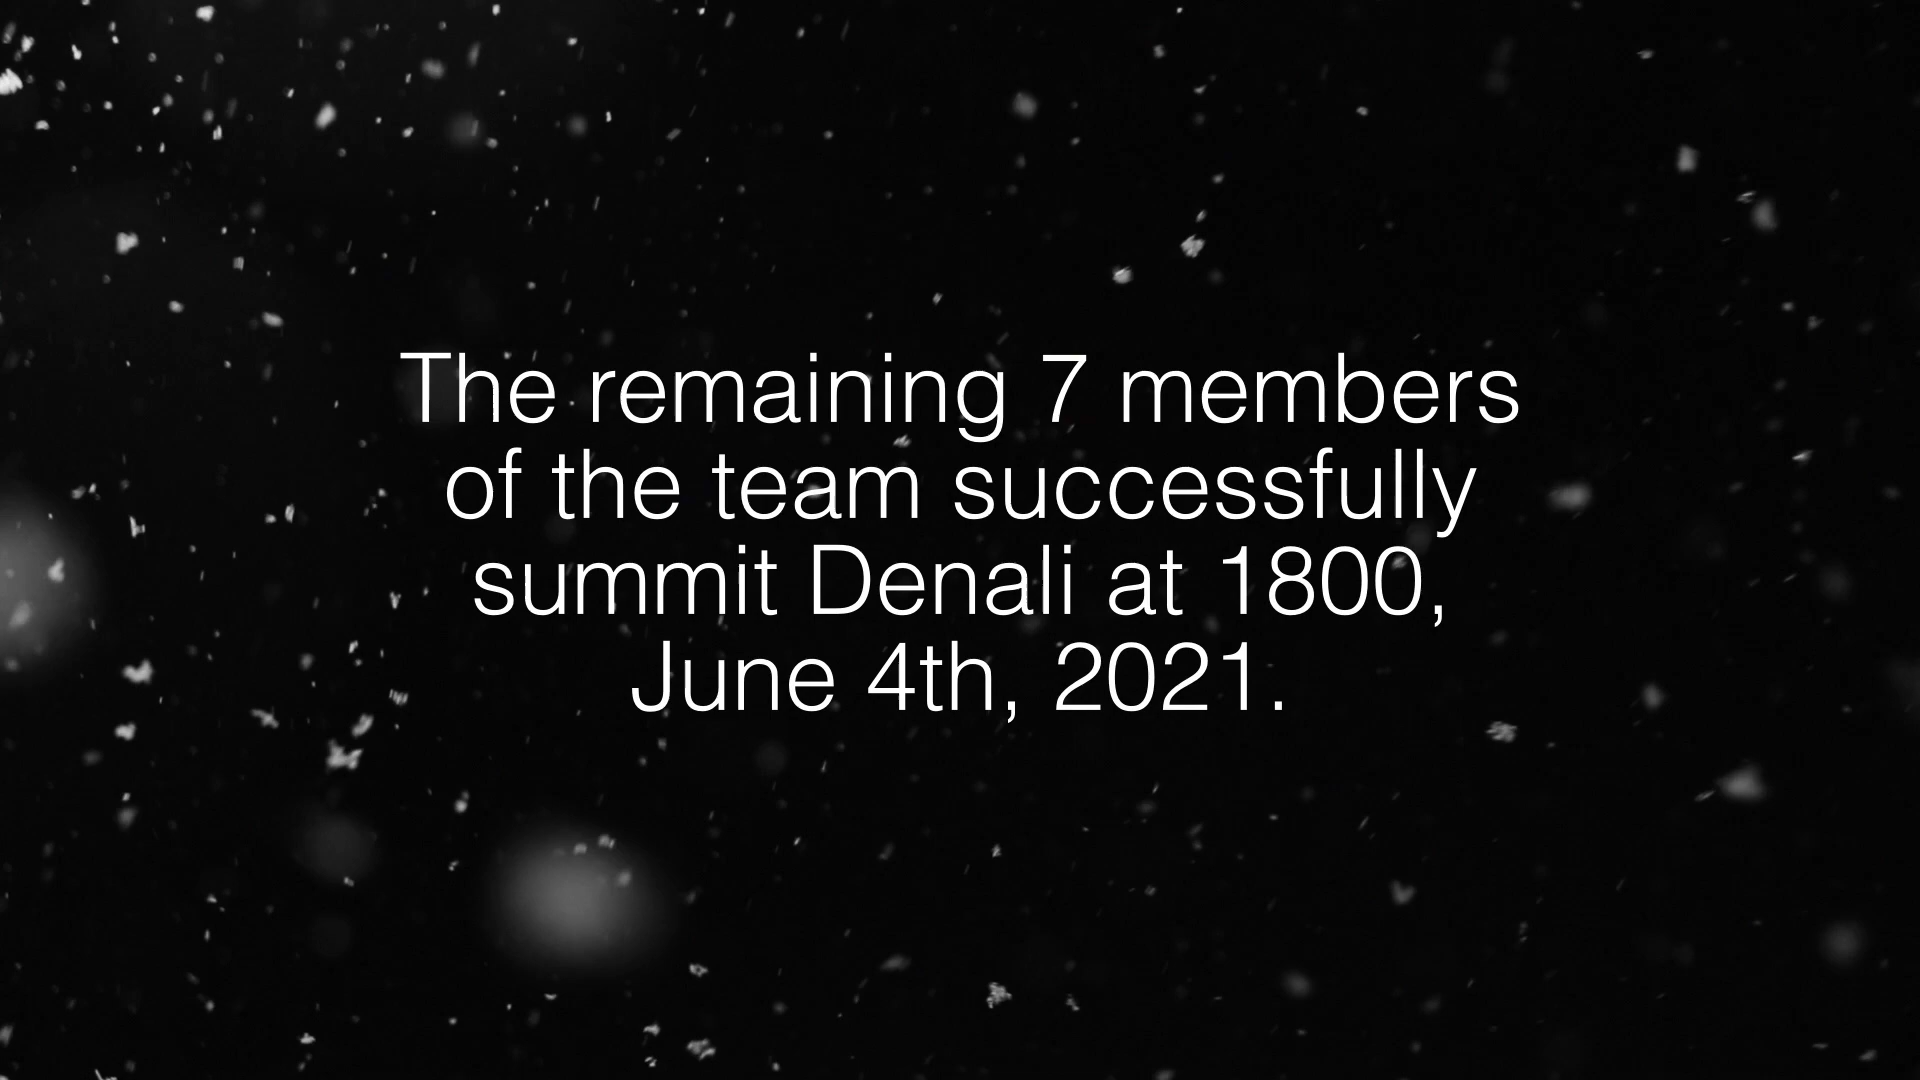 The remaining 7 members
of the team successfully
summit Denali at 1800,
June 4th, 2021.